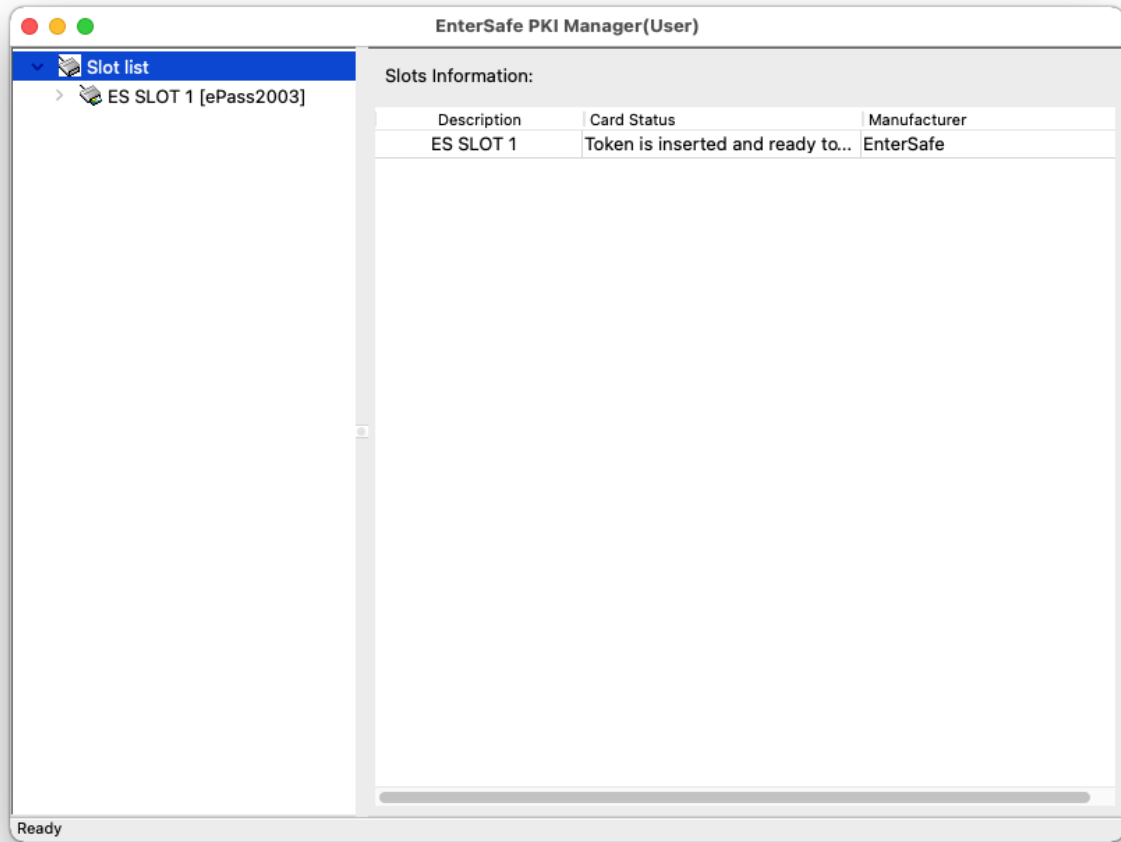 EnterSafe PKI Manager(User)
Slot list
ES SLOT 1 [ePass2003]
Slots Information:
Description Card Status Manufacturer
ES SLOT 1 Token is inserted and ready to... EnterSafe
Ready